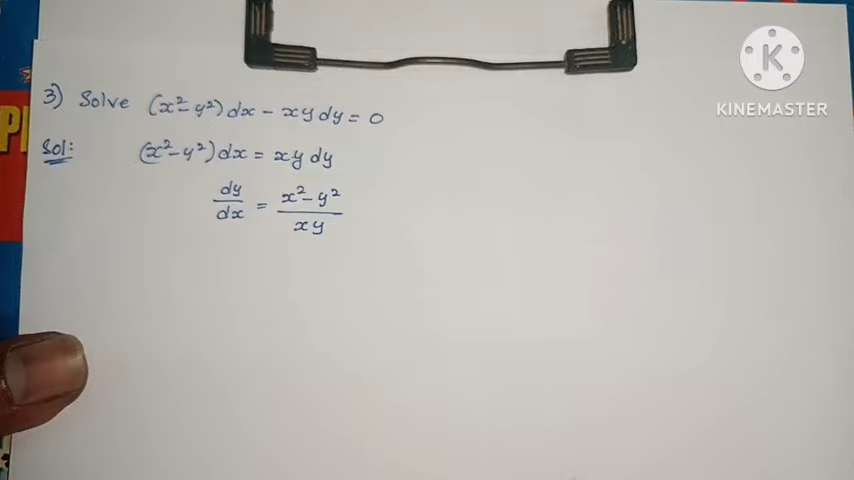 3) Solve (x²-y²)dx - xy dy = 0
Sol: (x²-y²)dx = xy dy
dy/dx = x²-y²/xy
K
KINEMASTER